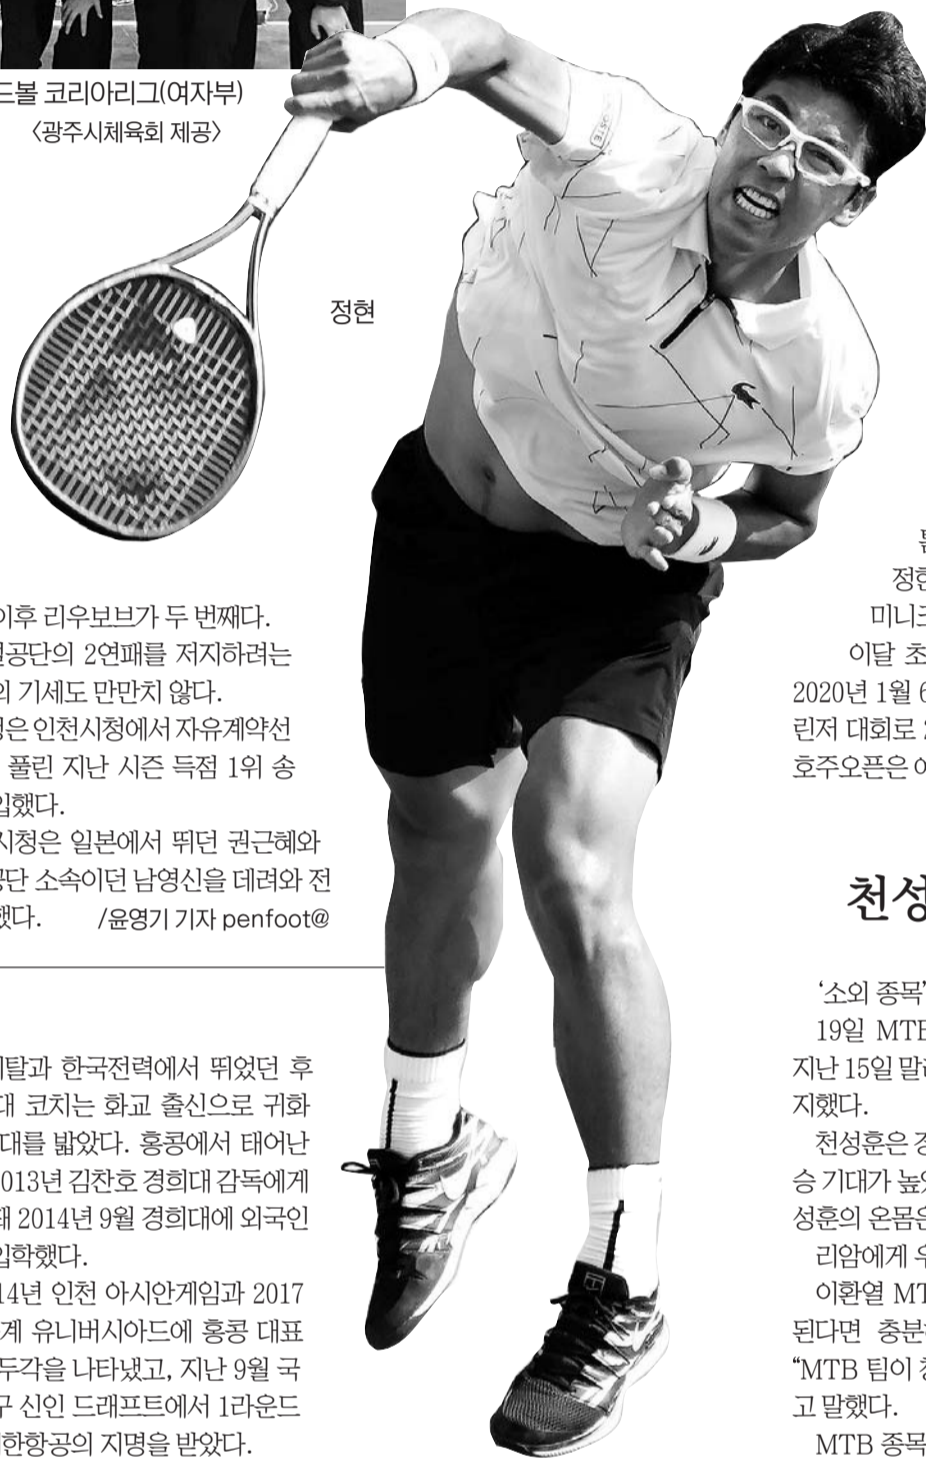 드볼 코리아리그(여자부)
<광주시체육회 제공>
정현
이후 리우보브가 두 번째다.
설공단의 2연패를 저지하려는
의 기세도 만만치 않다.
은 인천시청에서 자유계약선
풀린 지난 시즌 득점 1위 송
입했다.
시청은 일본에서 뛰던 권근혜와
공단 소속이던 남영신을 데려와 전
했다. /윤영기 기자 penfoot@
비탈과 한국전력에서 뛰었던 후
대 코치는 화교 출신으로 귀화
대를 밟았다. 홍콩에서 태어난
2013년 김찬호 경희대 감독에게
2014년 9월 경희대에 외국인
입학했다.
14년 인천 아시안게임과 2017
계 유니버시아드에 홍콩 대표
두각을 나타냈고, 지난 9월 국
구 신인 드래프트에서 1라운드
대한항공의 지명을 받았다.
정현
미니크
이달 초
2020년 1월 6
린저 대회로
호주오픈은
천성
‘소외 종목’
19일 MTB
지난 15일 말레
지했다.
천성훈은 경
승 기대가 높았
성훈의 온몸은
리암에게 우
이환열 MT
된다면 충분
“MTB 팀이 창
고 말했다.
MTB 종목